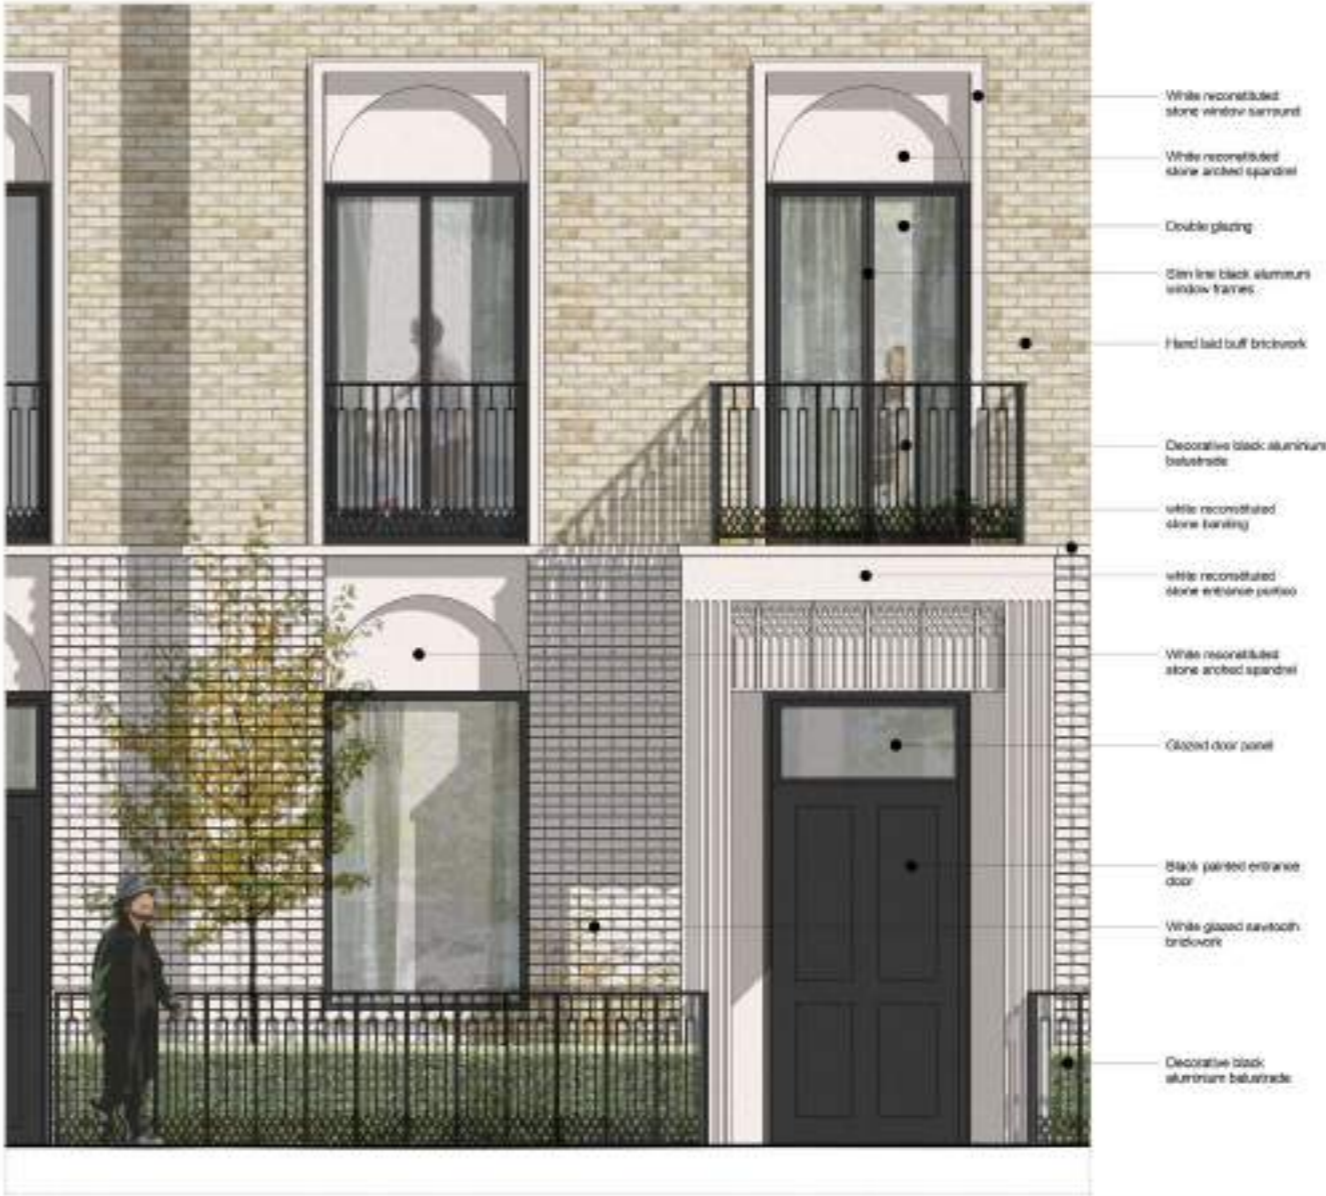 White reconstituted
stone window surround
White reconstituted
stone arched spandrel
Double glazing
Slim line black aluminum
window frames
Hand laid buff brickwork
Decorative black aluminium
balustrade
white reconstituted
stone banding
white reconstituted
stone entrance portico
White reconstituted
stone arched spandrel
Glazed door panel
Black painted entrance
door
White glazed sawtooth
brickwork
Decorative black
aluminium balustrade